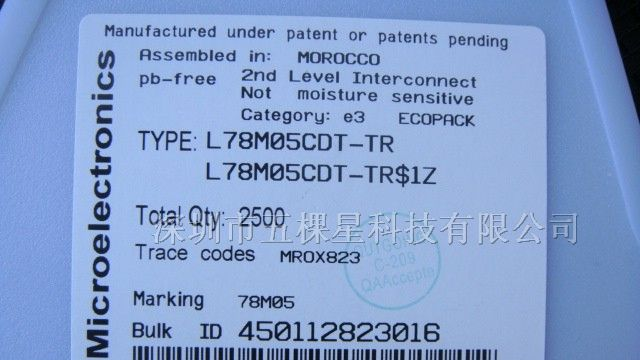 Manufactured under patent or patents pending
Assembled in: MOROCCO
pb-free 2nd Level Interconnect
Not moisture sensitive
Category: e3 ECOPACK
TYPE: L78M05CDT-TR
L78M05CDT-TR$1Z
Total Qty: 2500
深圳市五棵星科技有限公司
Trace codes MROX823
C-209
QAAccepte
Marking 78M05
Bulk ID 450112823016
Microelectronics